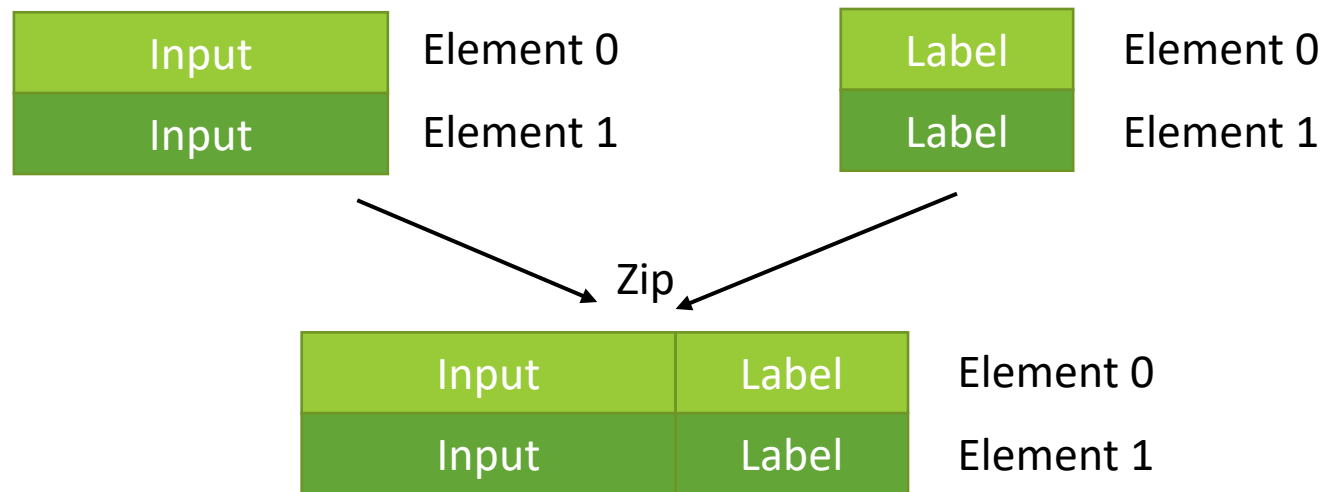 Input Element 0 Label Element 0
Input Element 1 Label Element 1
Zip
Input Label Element 0
Input Label Element 1